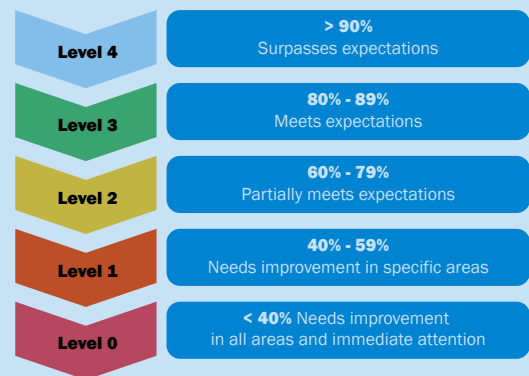 Level 4
> 90%
Surpasses expectations
Level 3
80% - 89%
Meets expectations
Level 2
60% - 79%
Partially meets expectations
Level 1
40% - 59%
Needs improvement in specific areas
Level 0
< 40% Needs improvement
in all areas and immediate attention